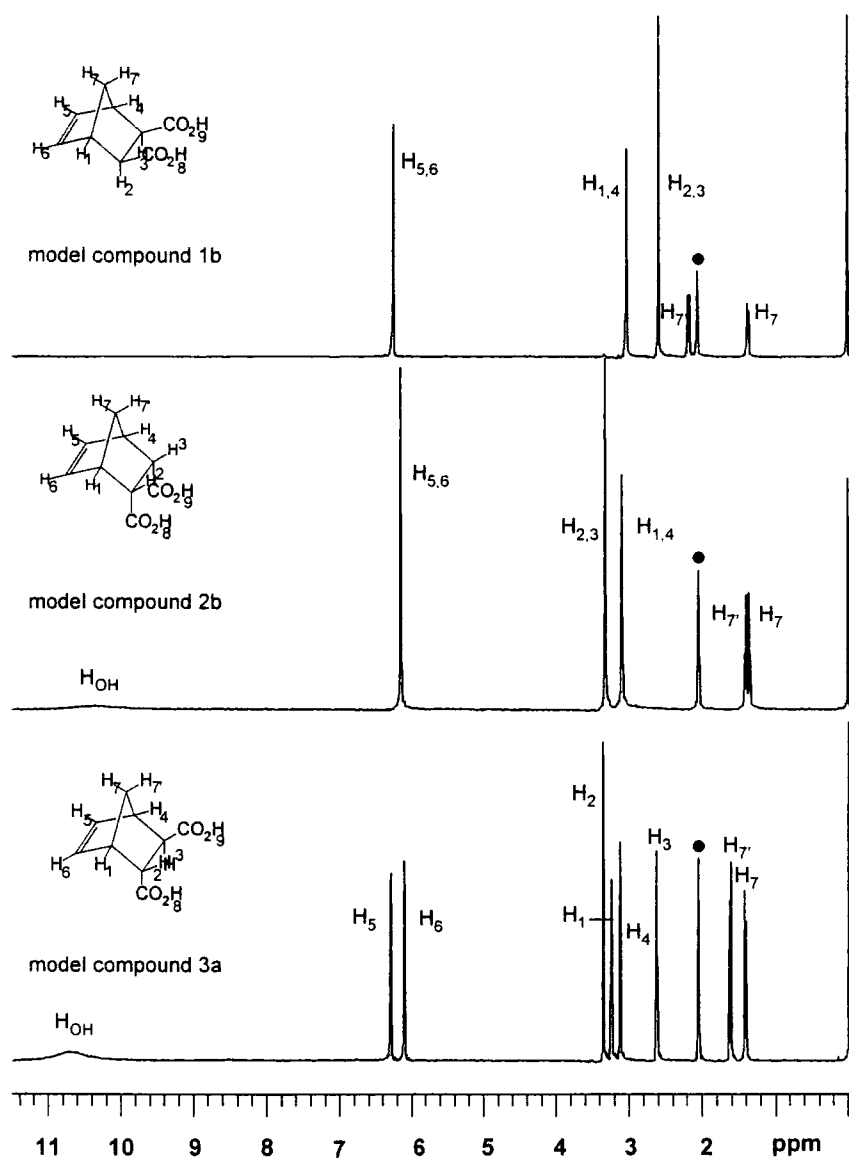 H7 H7'
H5 H4
CO2H9
H6 H1 H3 CO2H8
H2
model compound 1b
H5,6
H1,4
H2,3
H7'
H7
H7 H7'
H5 H4 H3
H6 H1 H2 CO2H9
CO2H8
model compound 2b
HOH
H5,6
H2,3
H1,4
H7'
H7
H7 H7'
H5 H4
CO2H9
H6 H1 H2 H3
CO2H8
model compound 3a
HOH
H5
H6
H2
H1
H4
H3
H7'
H7
11 10 9 8 7 6 5 4 3 2 ppm